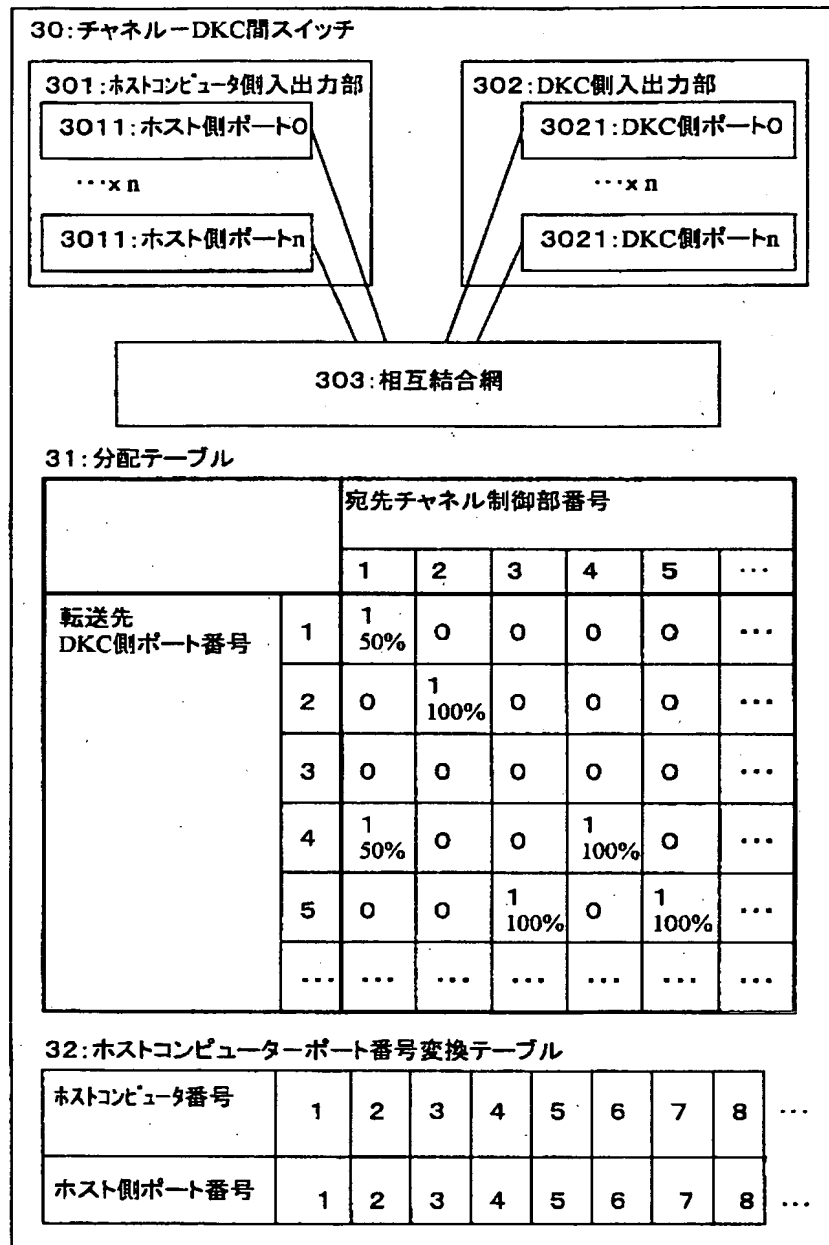 30:チャネルーDKC間スイッチ
301:ホストコンピュータ側入出力部
302:DKC側入出力部
3011:ホスト側ポート0
3021:DKC側ポート0
…x n
…x n
3011:ホスト側ポートn
3021:DKC側ポートn
303:相互結合網
31:分配テーブル
宛先チャネル制御部番号
1 2 3 4 5 …
転送先
DKC側ポート番号
1 1 50% 0 0 0 0 …
2 0 1 100% 0 0 0 …
3 0 0 0 0 0 …
4 1 50% 0 0 1 100% 0 …
5 0 0 1 100% 0 1 100% …
… … … … … … …
32:ホストコンピューターポート番号変換テーブル
ホストコンピュータ番号 1 2 3 4 5 6 7 8 …
ホスト側ポート番号 1 2 3 4 5 6 7 8 …